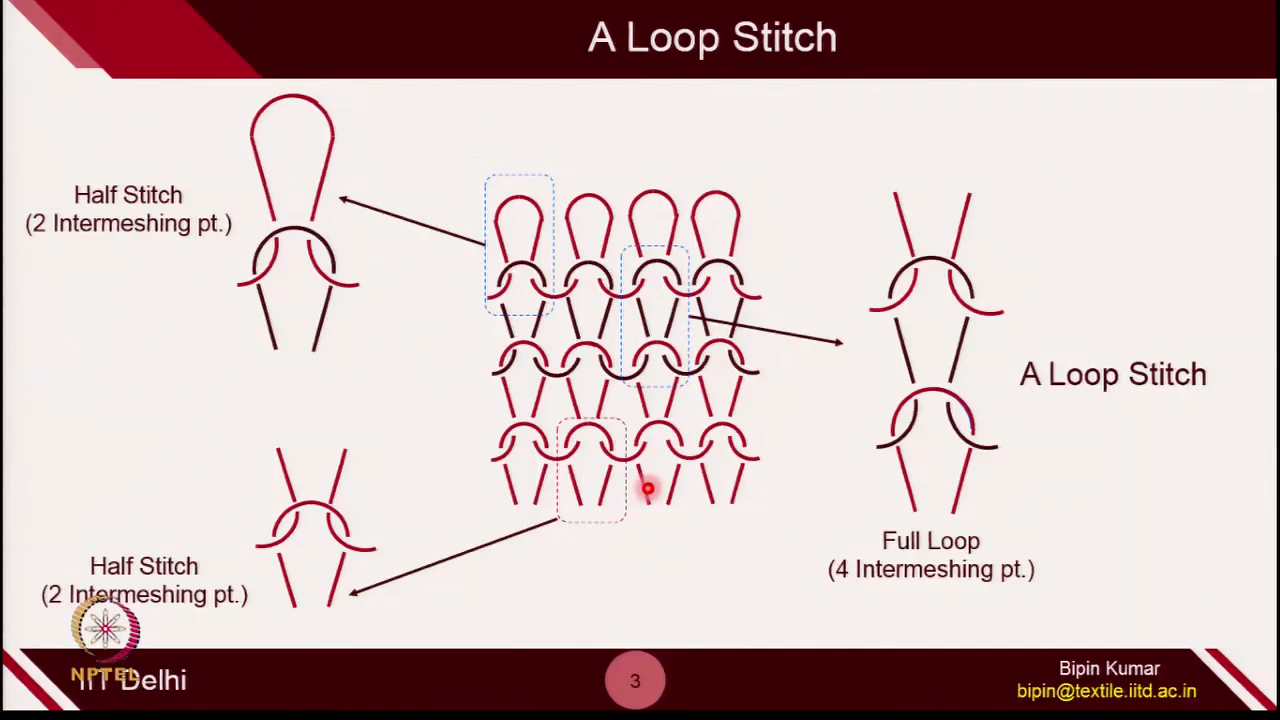 A Loop Stitch
Half Stitch
(2 Intermeshing pt.)
A Loop Stitch
Half Stitch
(2 Intermeshing pt.)
Full Loop
(4 Intermeshing pt.)
NPTEL
IIT Delhi
3
Bipin Kumar
bipin@textile.iitd.ac.in